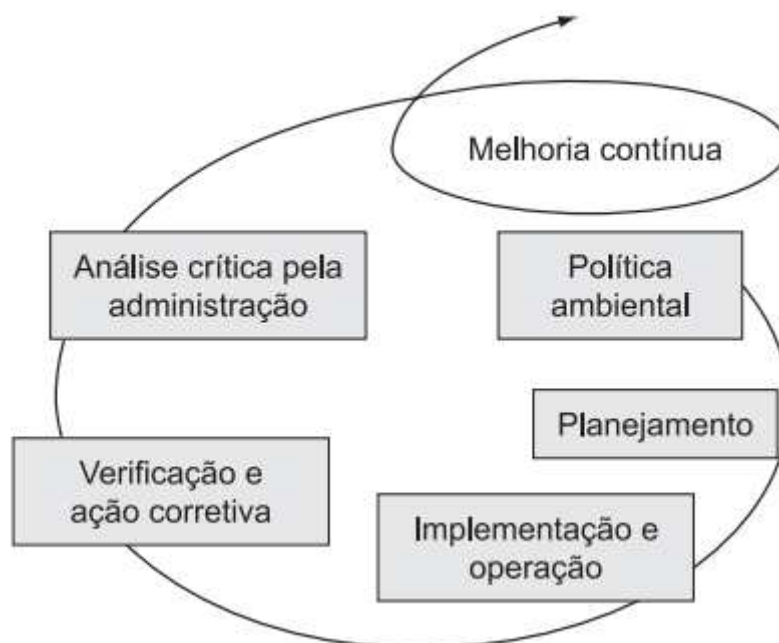 Melhoria contínua
Análise crítica pela
administração
Política
ambiental
Planejamento
Verificação e
ação corretiva
Implementação e
operação